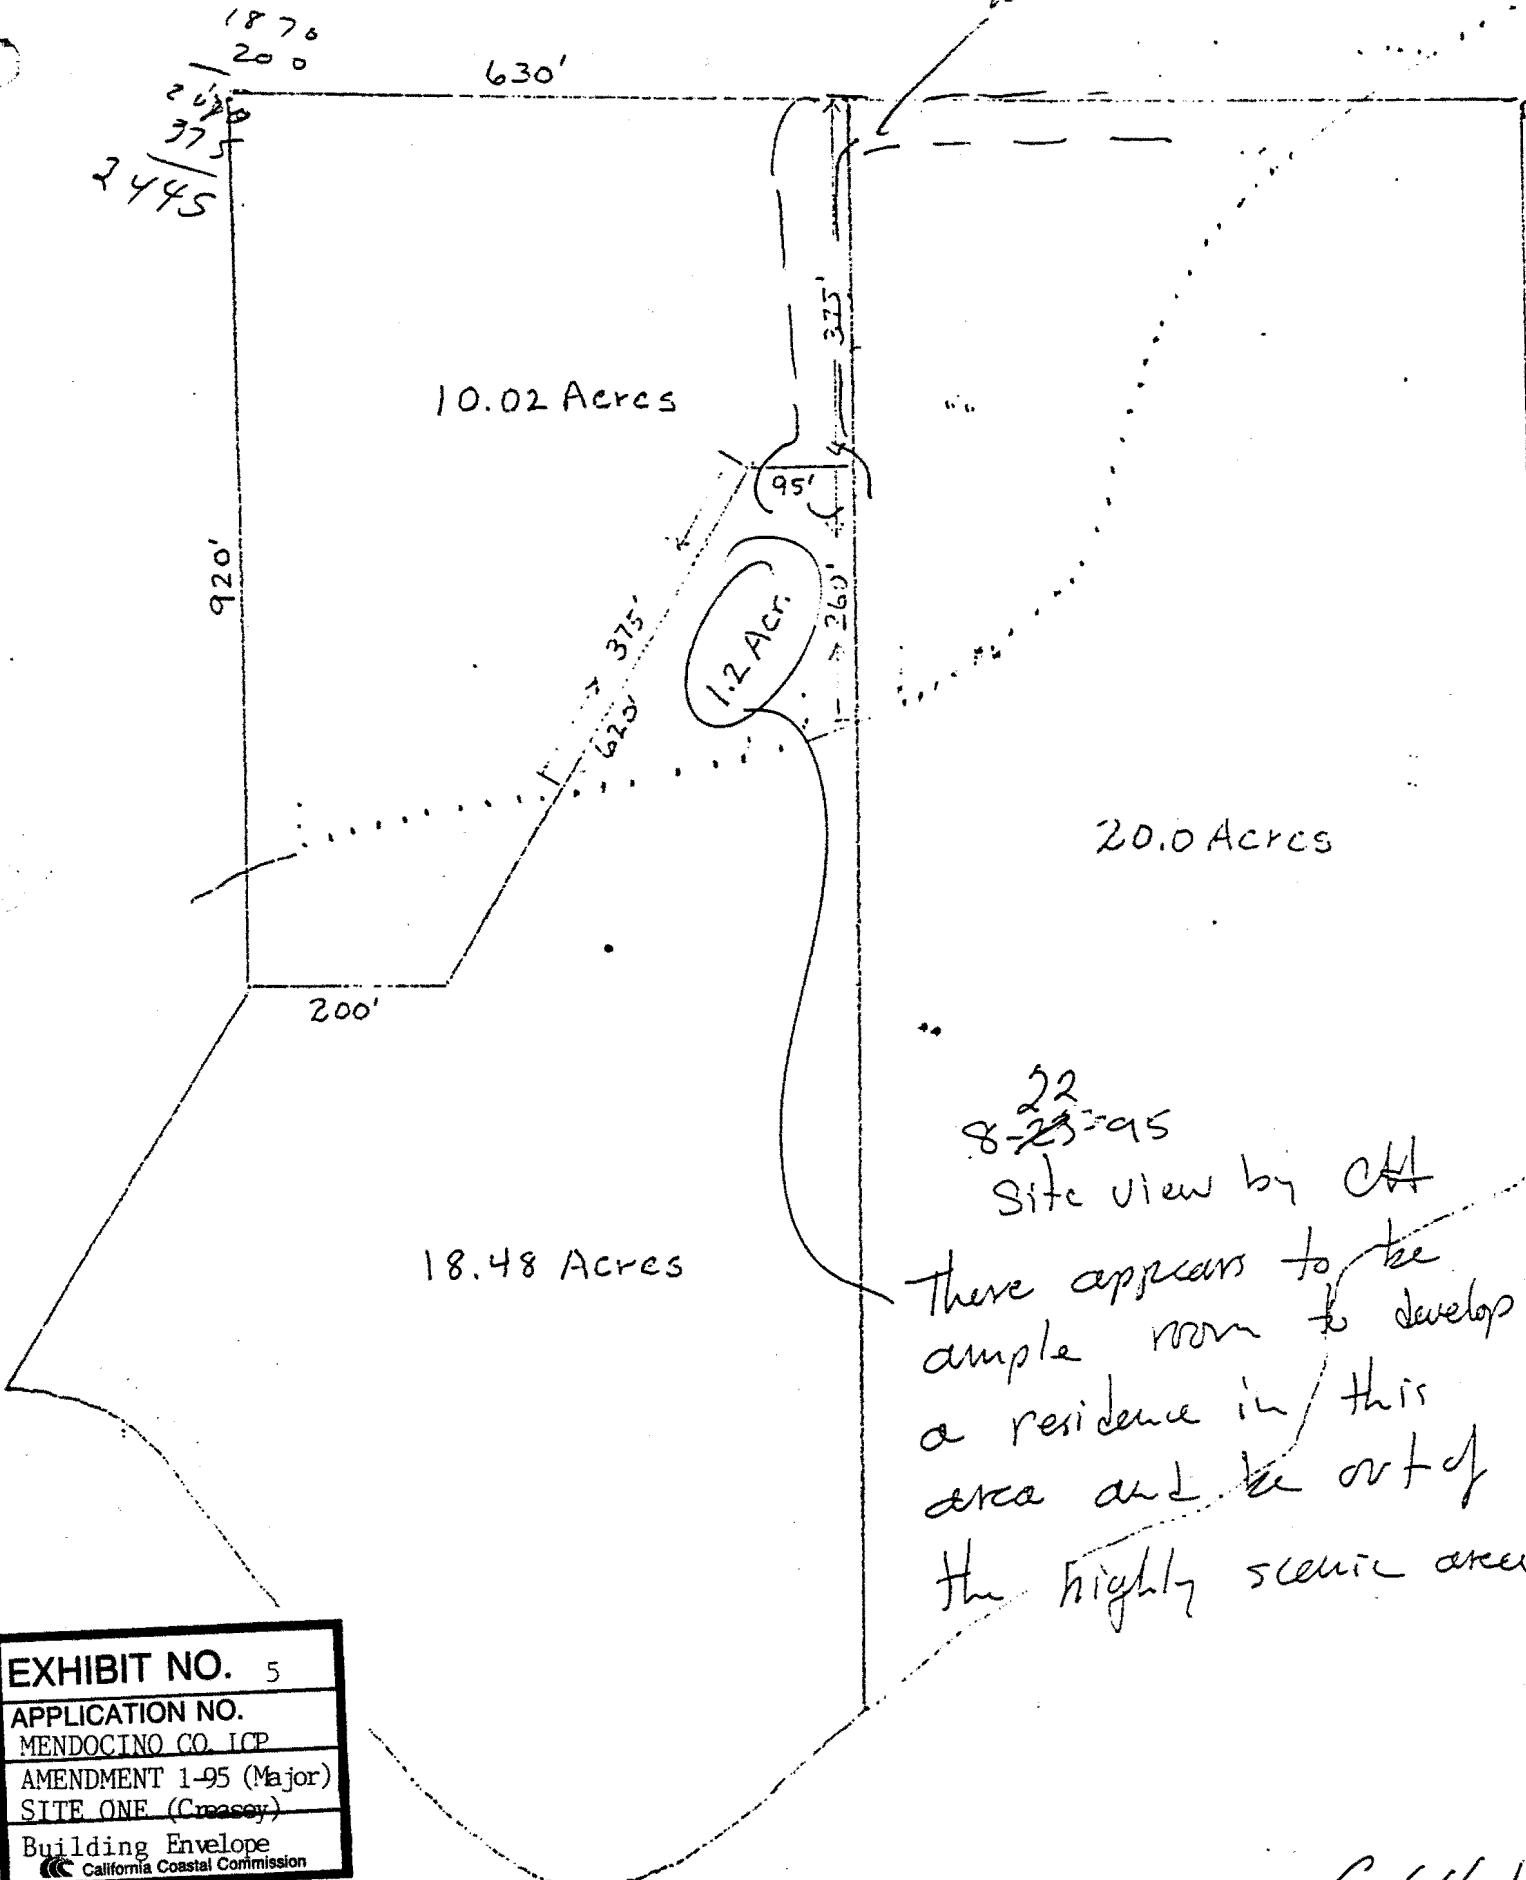 1870
200
375
2445
630'
375'
10.02 Acres
95'
920'
260'
375'
620'
1.2 Acr.
20.0 Acres
200'
22
8-23-95
Site view by CH
18.48 Acres
There appears to be
ample room to develop
a residence in this
area and be out of
the highly scenic area
EXHIBIT NO. 5
APPLICATION NO.
MENDOCINO CO. LCP
AMENDMENT 1-95 (Major)
SITE ONE (Creasey)
Building Envelope
California Coastal Commission